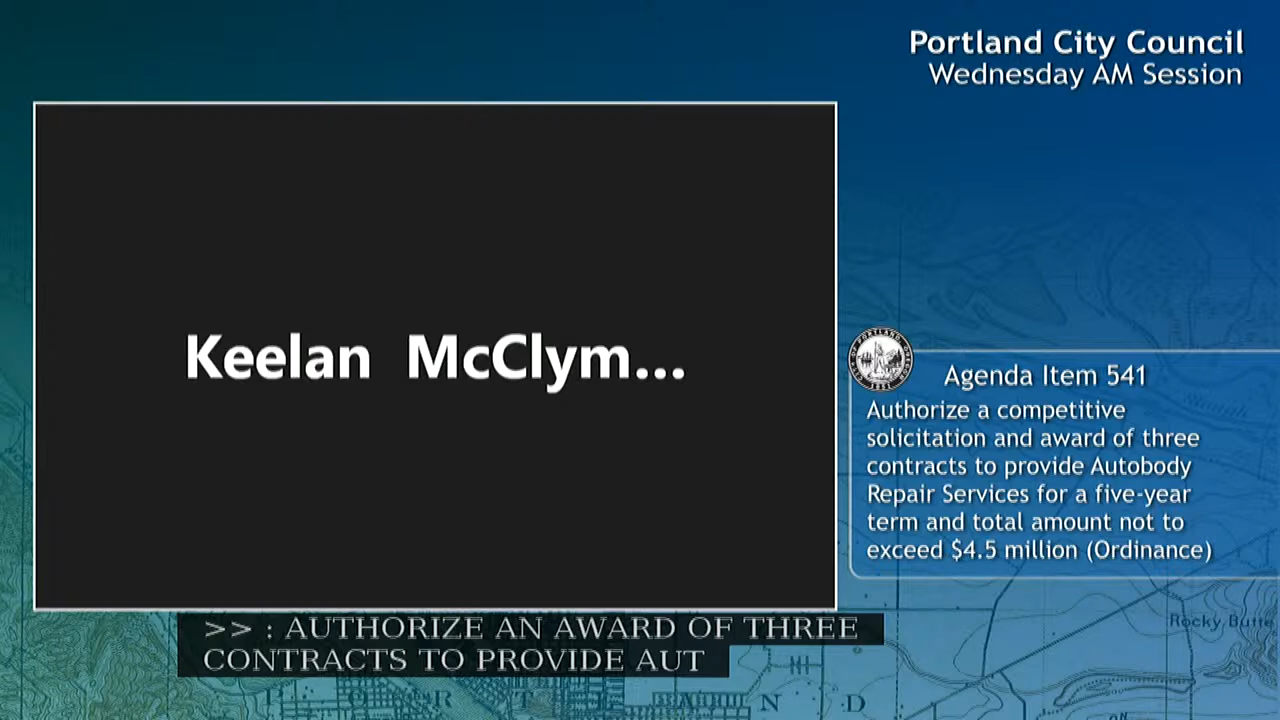 Portland City Council
Wednesday AM Session
Keelan McClym...
Agenda Item 541
Authorize a competitive
solicitation and award of three
contracts to provide Autobody
Repair Services for a five-year
term and total amount not to
exceed $4.5 million (Ordinance)
>> : AUTHORIZE AN AWARD OF THREE
CONTRACTS TO PROVIDE AUT
Rocky Butte
P O R T L A N D